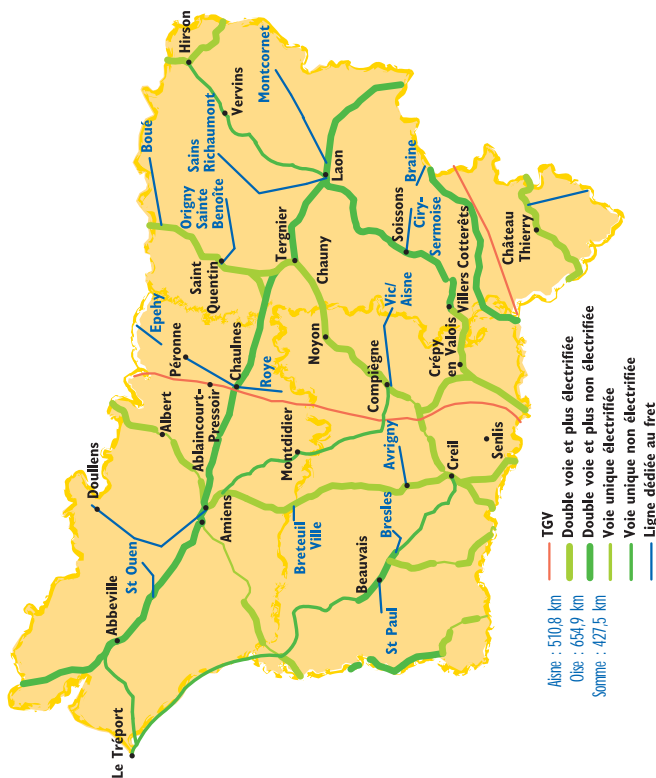 Hirson
Vervins
Montcornet
Boué
Sains
Richaumont
Laon
Origny
Sainte
Benoîte
Saint
Quentin
Tergnier
Chauny
Soissons
Braine
Ciry-
Sermoise
Villers Cotterêts
Château
Thierry
Epehy
Péronne
Chaulnes
Roye
Noyon
Vic/
Aisne
Compiègne
Crépy
en Valois
Albert
Ablaincourt-
Pressoir
Montdidier
Avrigny
Creil
Senlis
Doullens
Amiens
Breteuil
Ville
Bresles
Beauvais
St Paul
St Ouen
Abbeville
Le Tréport
Aisne : 510,8 km
Oise : 654,9 km
Somme : 427,5 km
TGV
Double voie et plus électrifiée
Double voie et plus non électrifiée
Voie unique électrifiée
Voie unique non électrifiée
Ligne dédiée au fret